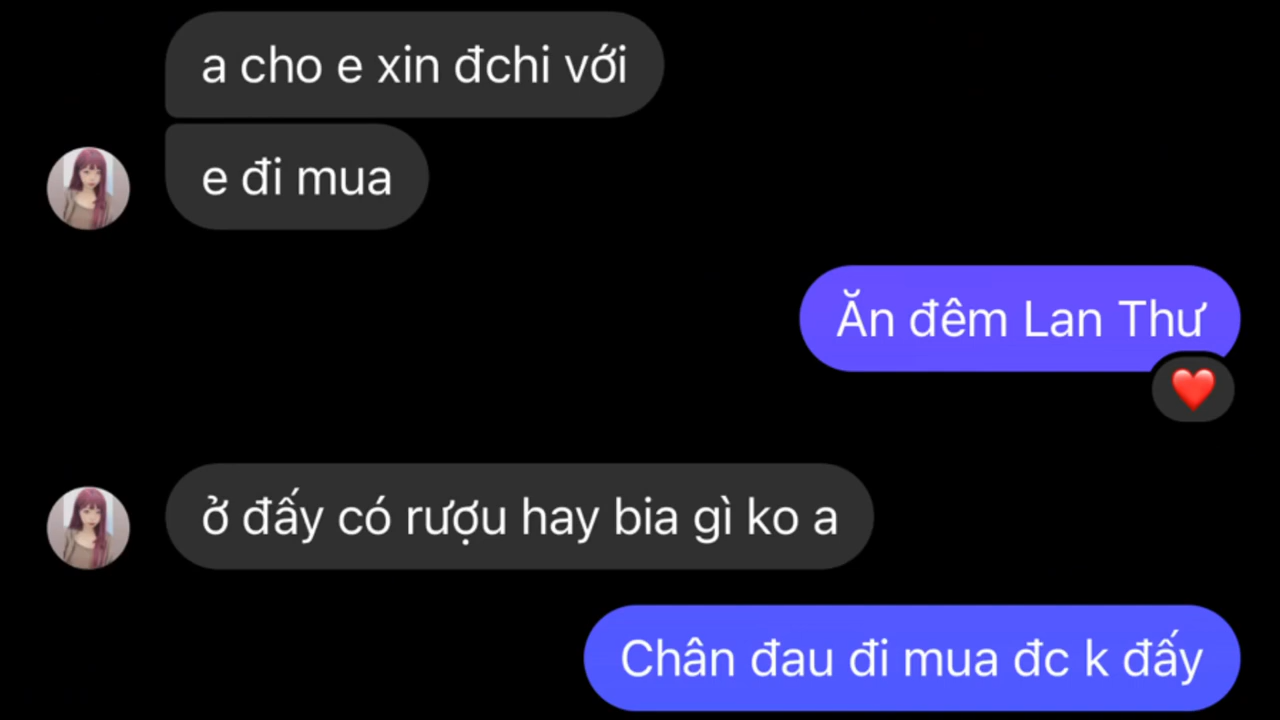 a cho e xin đchi với
e đi mua
Ăn đêm Lan Thư
ở đấy có rượu hay bia gì ko a
Chân đau đi mua đc k đấy